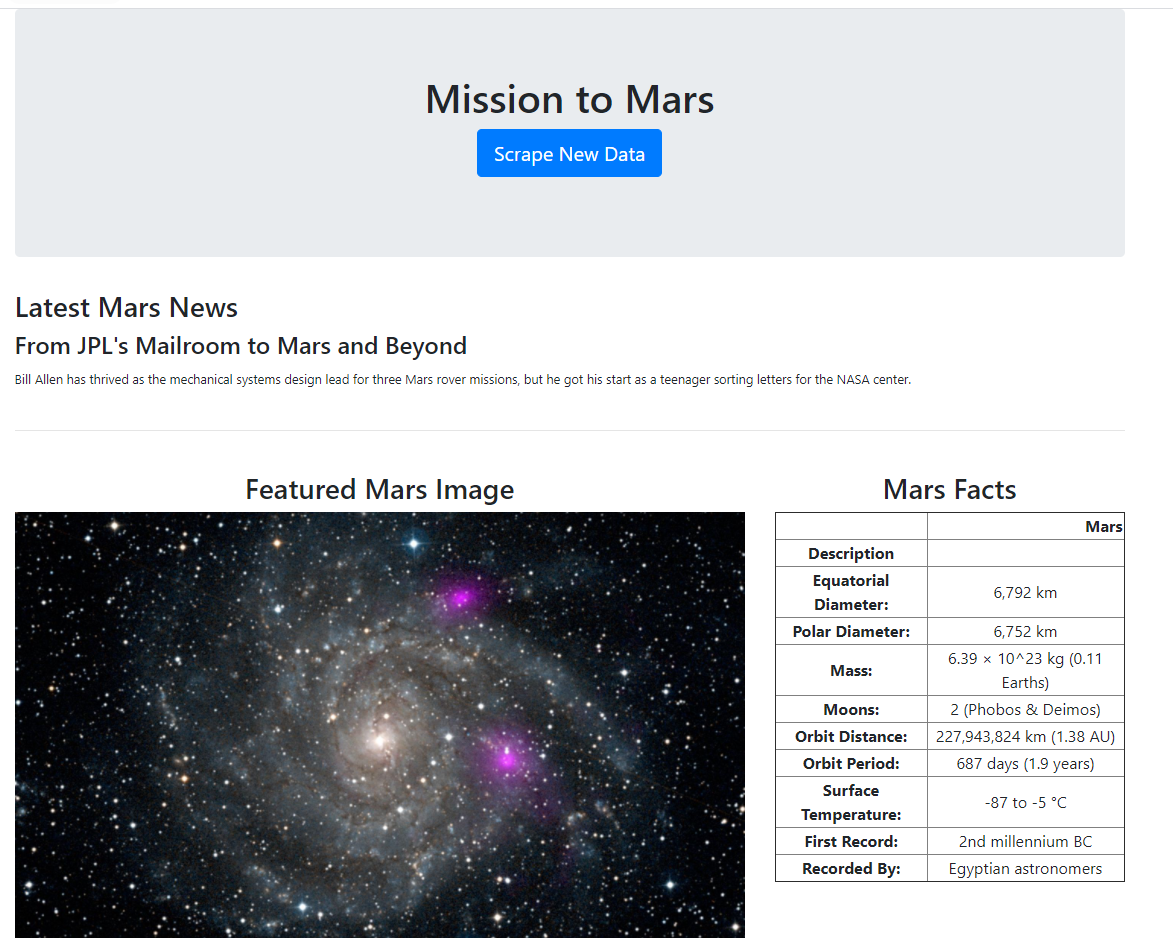 Mission to Mars
Scrape New Data
Latest Mars News
From JPL's Mailroom to Mars and Beyond
Bill Allen has thrived as the mechanical systems design lead for three Mars rover missions, but he got his start as a teenager sorting letters for the NASA center.
Featured Mars Image
Mars Facts
Mars
Description
Equatorial
Diameter:
6,792 km
Polar Diameter: 6,752 km
Mass:
6.39 × 10^23 kg (0.11
Earths)
Moons: 2 (Phobos & Deimos)
Orbit Distance: 227,943,824 km (1.38 AU)
Orbit Period: 687 days (1.9 years)
Surface
Temperature:
-87 to -5 °C
First Record: 2nd millennium BC
Recorded By: Egyptian astronomers